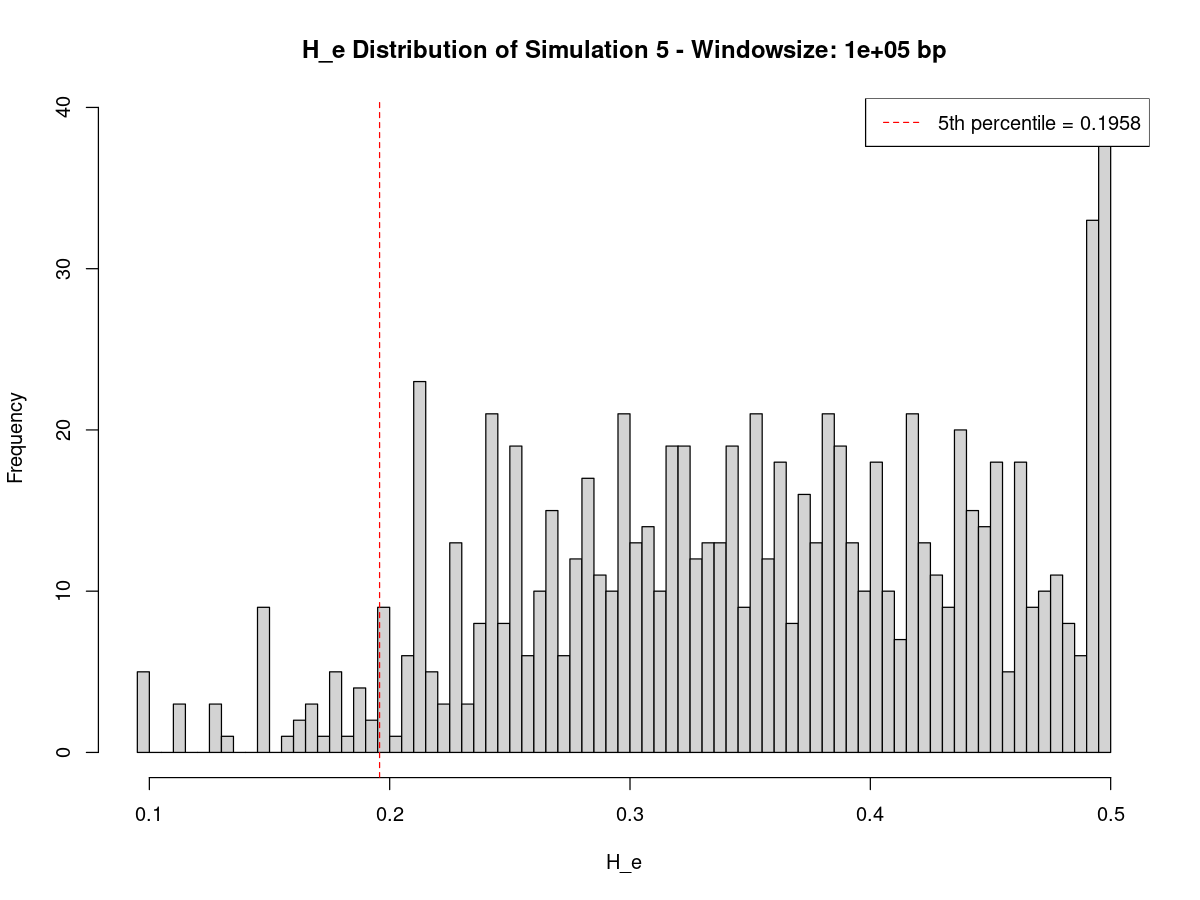 H_e Distribution of Simulation 5 - Windowsize: 1e+05 bp
5th percentile = 0.1958
40
30
20
10
0
Frequency
0.1 0.2 0.3 0.4 0.5
H_e